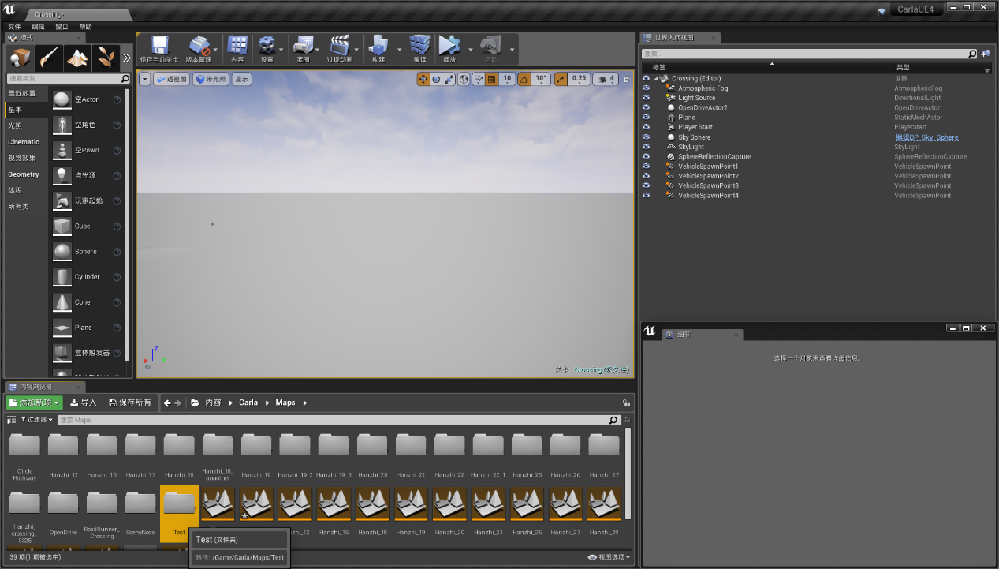 Crossing*
CarlaUE4
文件 编辑 窗口 帮助
模式
搜索类别
最近放置
基本
光照
Cinematic
视觉效果
Geometry
体积
所有类
空Actor
空角色
空Pawn
点光源
玩家起始
Cube
Sphere
Cylinder
Cone
Plane
盒体触发器
保存当前关卡 版本管理 内容 设置 蓝图 过场动画 构建 编译 播放 启动
透视图 带光照 显示
10 10° 0.25 4
Z
关卡: Crossing (永久性)
世界大纲视图
搜索...
标签 类型
Crossing (Editor) 世界
Atmospheric Fog AtmosphericFog
Light Source DirectionalLight
OpenDriveActor2 OpenDriveActor
Plane StaticMeshActor
Player Start PlayerStart
Sky Sphere 编辑BP_Sky_Sphere
SkyLight SkyLight
SphereReflectionCapture SphereReflectionCapture
VehicleSpawnPoint1 VehicleSpawnPoint
VehicleSpawnPoint2 VehicleSpawnPoint
VehicleSpawnPoint3 VehicleSpawnPoint
VehicleSpawnPoint4 VehicleSpawnPoint
细节
选择一个对象来查看详细信息。
内容浏览器
添加新项 导入 保存所有 内容 Carla Maps
过滤器 搜索 Maps
Circle Highway
Hanzhi_12
Hanzhi_15
Hanzhi_17
Hanzhi_18
Hanzhi_18_anaother
Hanzhi_19
Hanzhi_19_2
Hanzhi_19_3
Hanzhi_20
Hanzhi_21
Hanzhi_22
Hanzhi_22_1
Hanzhi_25
Hanzhi_26
Hanzhi_27
Hanzhi_crossing_0325
OpenDrive
RoadRunner_Crossing
SceneNode
Test
Hanzhi_15
Hanzhi_18
Hanzhi_19
Hanzhi_20
Hanzhi_21
Hanzhi_25
Hanzhi_27
Hanzhi_29
Test (文件夹)
路径: /Game/Carla/Maps/Test
39 项(1 项被选中)
视图选项